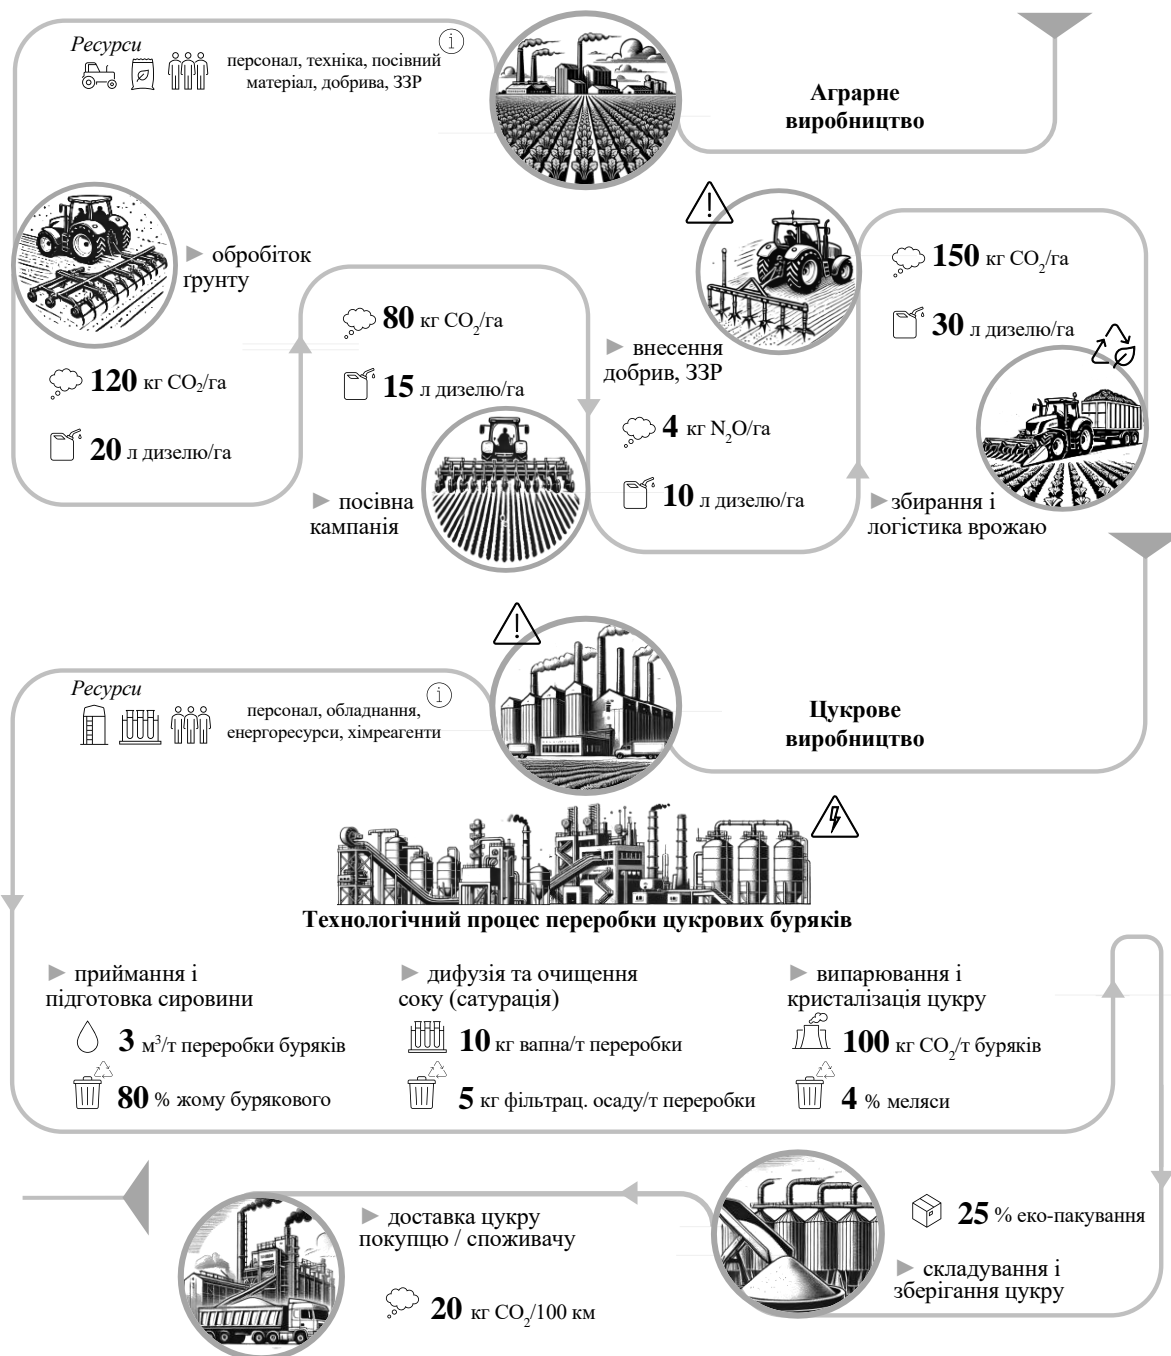 Ресурси
персонал, техніка, посівний
матеріал, добрива, ЗЗР
Аграрне
виробництво
► обробіток
ґрунту
120 кг CO₂/га
20 л дизелю/га
80 кг CO₂/га
15 л дизелю/га
► посівна
кампанія
► внесення
добрив, ЗЗР
4 кг N₂O/га
10 л дизелю/га
150 кг CO₂/га
30 л дизелю/га
► збирання і
логістика врожаю
Ресурси
персонал, обладнання,
енергоресурси, хімреагенти
Цукрове
виробництво
Технологічний процес переробки цукрових буряків
► приймання і
підготовка сировини
3 м³/т переробки буряків
80 % жому бурякового
► дифузія та очищення
соку (сатурація)
10 кг вапна/т переробки
5 кг фільтрац. осаду/т переробки
► випарювання і
кристалізація цукру
100 кг CO₂/т буряків
4 % меляси
25 % еко-пакування
► складування і
зберігання цукру
► доставка цукру
покупцю / споживачу
20 кг CO₂/100 км